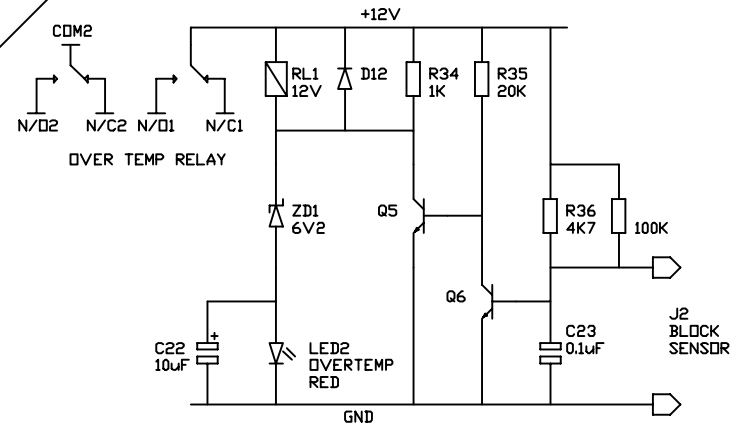 +12V
COM2
RL1
12V
D12
R34
1K
R35
20K
N/O2
N/C2
N/O1
N/C1
OVER TEMP RELAY
ZD1
6V2
Q5
R36
4K7
100K
Q6
J2
BLOCK
SENSOR
C22
10uF
+
LED2
OVERTEMP
RED
C23
0.1uF
GND